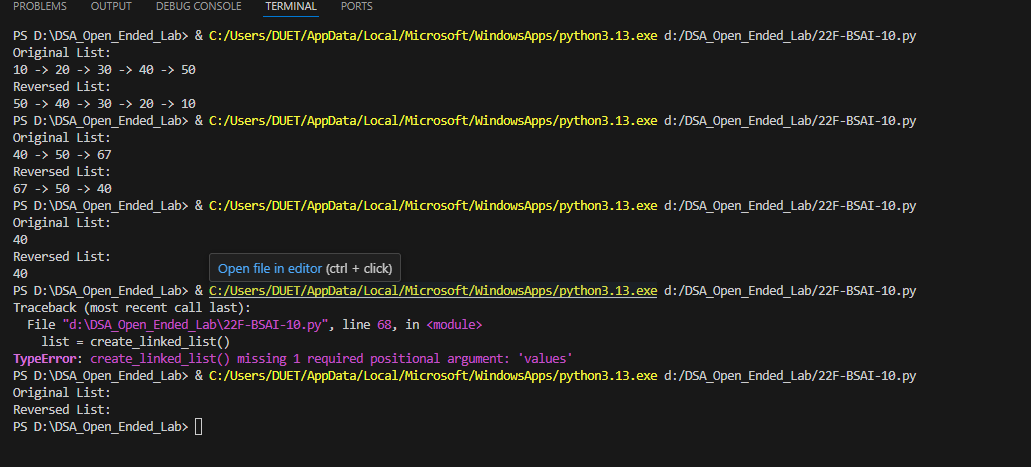 PROBLEMS OUTPUT DEBUG CONSOLE TERMINAL PORTS
PS D:\DSA_Open_Ended_Lab> & C:/Users/DUET/AppData/Local/Microsoft/WindowsApps/python3.13.exe d:/DSA_Open_Ended_Lab/22F-BSAI-10.py
Original List:
10 -> 20 -> 30 -> 40 -> 50
Reversed List:
50 -> 40 -> 30 -> 20 -> 10
PS D:\DSA_Open_Ended_Lab> & C:/Users/DUET/AppData/Local/Microsoft/WindowsApps/python3.13.exe d:/DSA_Open_Ended_Lab/22F-BSAI-10.py
Original List:
40 -> 50 -> 67
Reversed List:
67 -> 50 -> 40
PS D:\DSA_Open_Ended_Lab> & C:/Users/DUET/AppData/Local/Microsoft/WindowsApps/python3.13.exe d:/DSA_Open_Ended_Lab/22F-BSAI-10.py
Original List:
40
Reversed List:
Open file in editor (ctrl + click)
40
PS D:\DSA_Open_Ended_Lab> & C:/Users/DUET/AppData/Local/Microsoft/WindowsApps/python3.13.exe d:/DSA_Open_Ended_Lab/22F-BSAI-10.py
Traceback (most recent call last):
  File "d:\DSA_Open_Ended_Lab\22F-BSAI-10.py", line 68, in <module>
    list = create_linked_list()
TypeError: create_linked_list() missing 1 required positional argument: 'values'
PS D:\DSA_Open_Ended_Lab> & C:/Users/DUET/AppData/Local/Microsoft/WindowsApps/python3.13.exe d:/DSA_Open_Ended_Lab/22F-BSAI-10.py
Original List:
Reversed List:
PS D:\DSA_Open_Ended_Lab>